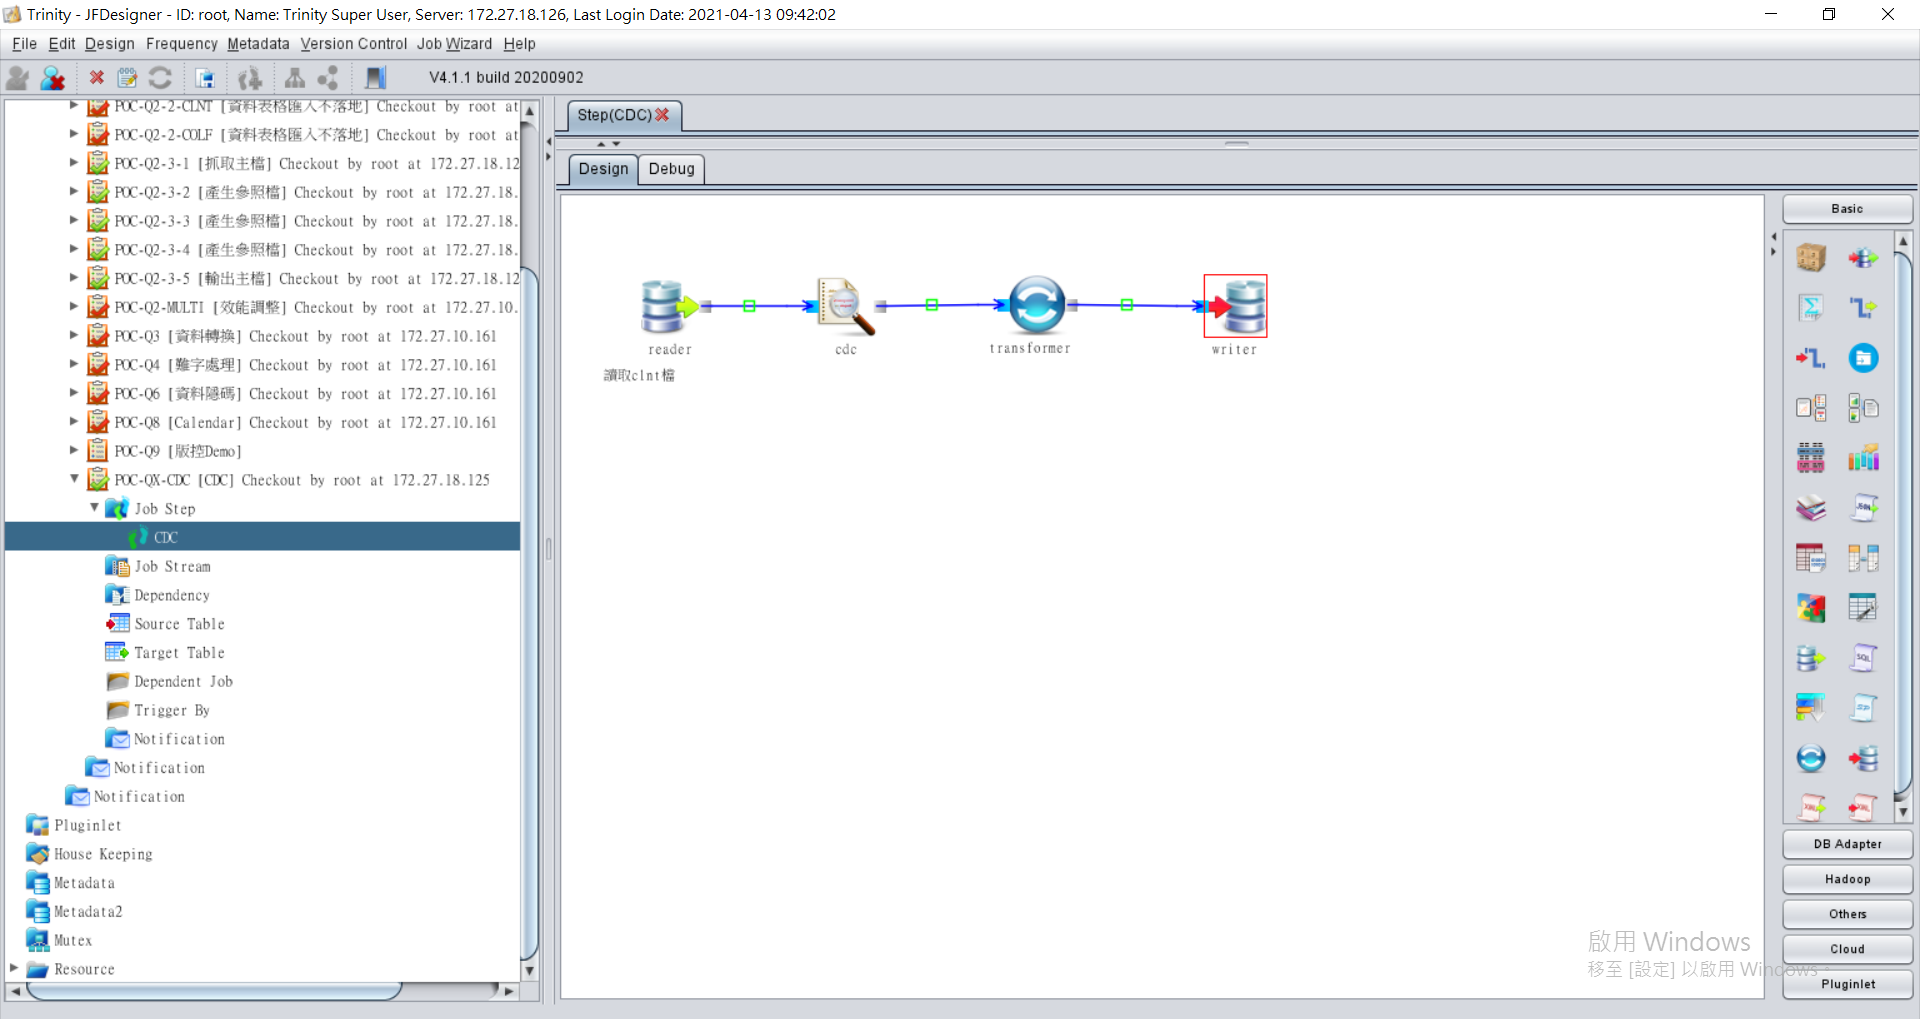 Trinity - JFDesigner - ID: root, Name: Trinity Super User, Server: 172.27.18.126, Last Login Date: 2021-04-13 09:42:02
File Edit Design Frequency Metadata Version Control Job Wizard Help
V4.1.1 build 20200902
POC-Q2-2-CLNT [資料表格匯入不落地] Checkout by root at
POC-Q2-2-COLF [資料表格匯入不落地] Checkout by root at
POC-Q2-3-1 [抓取主檔] Checkout by root at 172.27.18.12
POC-Q2-3-2 [產生參照檔] Checkout by root at 172.27.18.
POC-Q2-3-3 [產生參照檔] Checkout by root at 172.27.18.
POC-Q2-3-4 [產生參照檔] Checkout by root at 172.27.18.
POC-Q2-3-5 [輸出主檔] Checkout by root at 172.27.18.12
POC-Q2-MULTI [效能調整] Checkout by root at 172.27.10.
POC-Q3 [資料轉換] Checkout by root at 172.27.10.161
POC-Q4 [難字處理] Checkout by root at 172.27.10.161
POC-Q6 [資料隱碼] Checkout by root at 172.27.10.161
POC-Q8 [Calendar] Checkout by root at 172.27.10.161
POC-Q9 [版控Demo]
POC-QX-CDC [CDC] Checkout by root at 172.27.18.125
Job Step
CDC
Job Stream
Dependency
Source Table
Target Table
Dependent Job
Trigger By
Notification
Notification
Notification
Pluginlet
House Keeping
Metadata
Metadata2
Mutex
Resource
Step(CDC)
Design Debug
reader
cdc
transformer
writer
讀取clnt檔
Basic
DB Adapter
Hadoop
Others
Cloud
Pluginlet
啟用 Windows
移至 [設定] 以啟用 Windows。